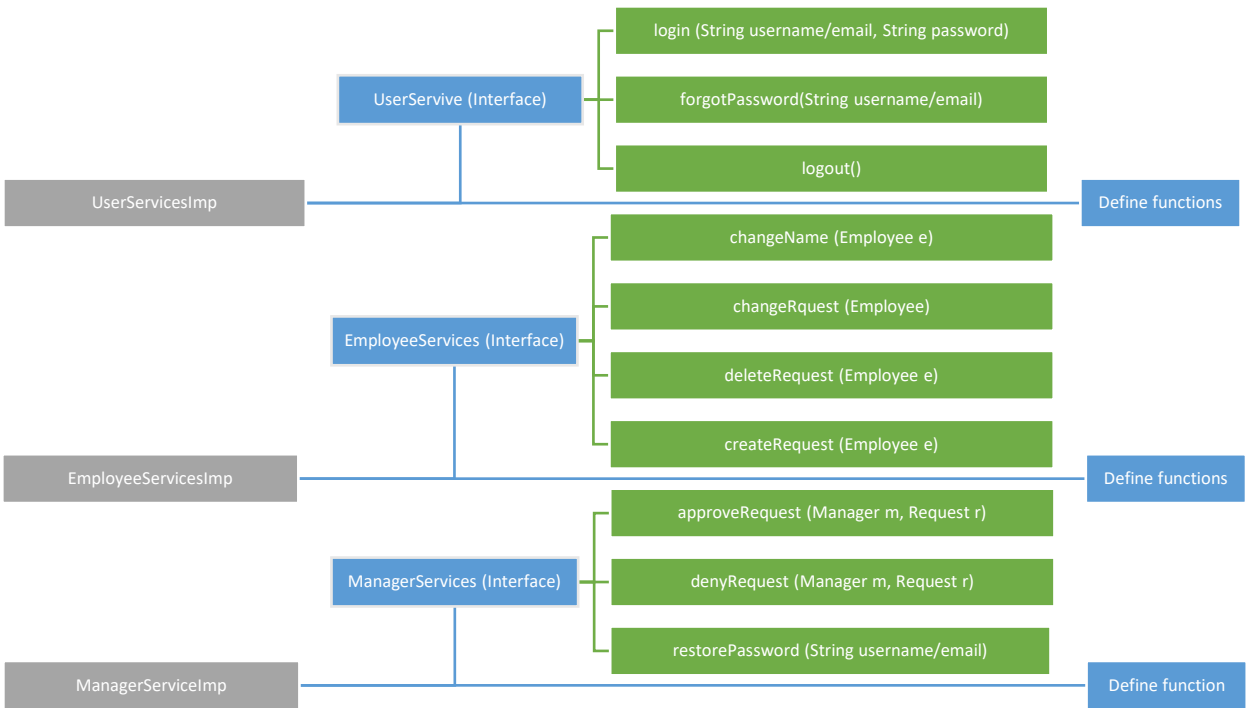 login (String username/email, String password)
UserServive (Interface)
forgotPassword(String username/email)
logout()
UserServicesImp
Define functions
changeName (Employee e)
changeRquest (Employee)
EmployeeServices (Interface)
deleteRequest (Employee e)
createRequest (Employee e)
EmployeeServicesImp
Define functions
approveRequest (Manager m, Request r)
ManagerServices (Interface)
denyRequest (Manager m, Request r)
restorePassword (String username/email)
ManagerServiceImp
Define function